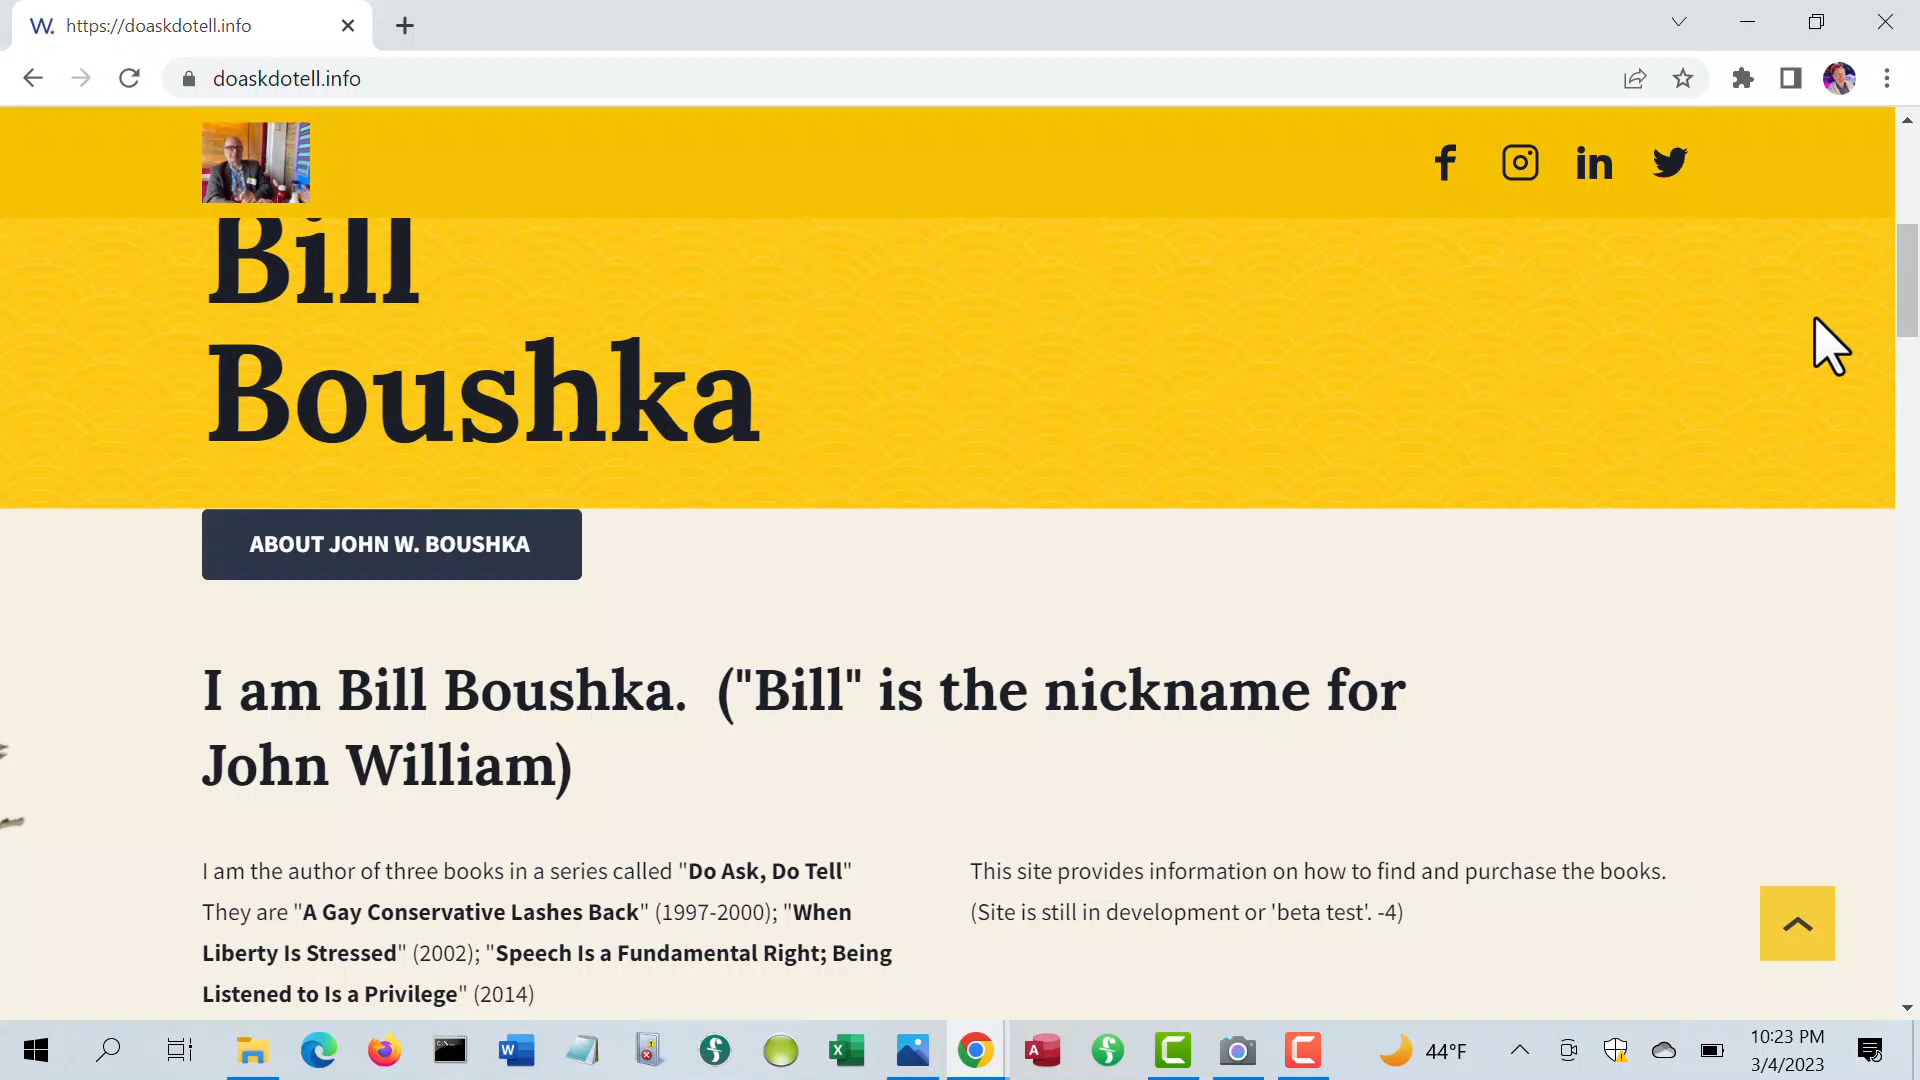 W. https://doaskdotell.info
doaskdotell.info
Bill
Boushka
ABOUT JOHN W. BOUSHKA
I am Bill Boushka. ("Bill" is the nickname for
John William)
I am the author of three books in a series called "Do Ask, Do Tell"
They are "A Gay Conservative Lashes Back" (1997-2000); "When
Liberty Is Stressed" (2002); "Speech Is a Fundamental Right; Being
Listened to Is a Privilege" (2014)
This site provides information on how to find and purchase the books.
(Site is still in development or 'beta test'. -4)
44°F
10:23 PM
3/4/2023